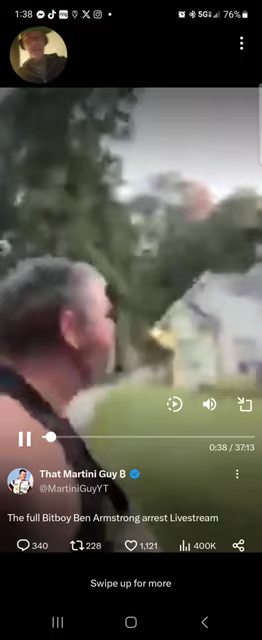 1:38
5G
76%
0:38 / 37:13
That Martini Guy B
@MartiniGuyYT
The full Bitboy Ben Armstrong arrest Livestream
340 228 1,121 400K
Swipe up for more